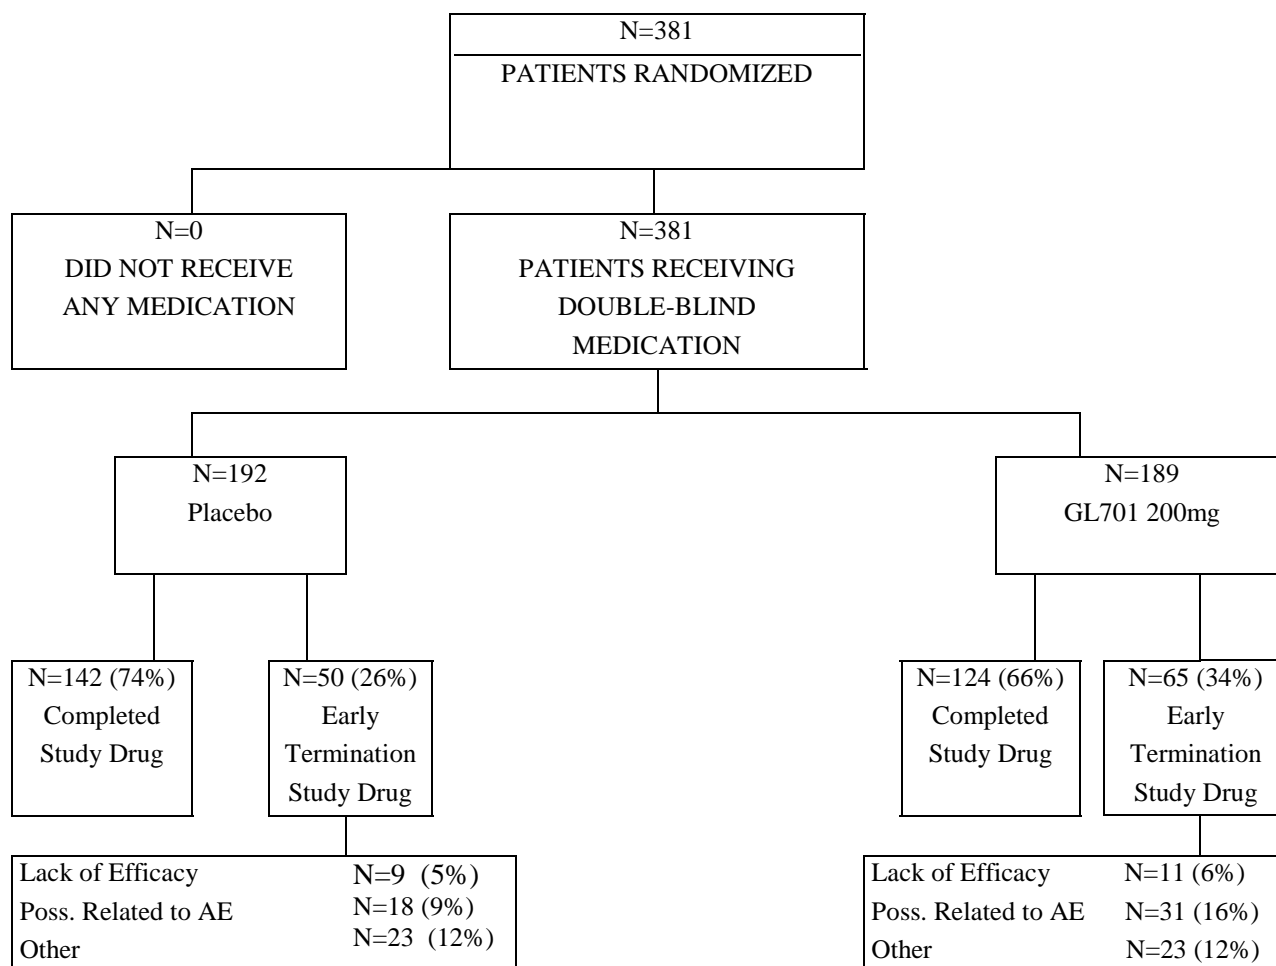 N=381
PATIENTS RANDOMIZED
N=0
DID NOT RECEIVE
ANY MEDICATION
N=381
PATIENTS RECEIVING
DOUBLE-BLIND
MEDICATION
N=192
Placebo
N=189
GL701 200mg
N=142 (74%)
Completed
Study Drug
N=50 (26%)
Early
Termination
Study Drug
N=124 (66%)
Completed
Study Drug
N=65 (34%)
Early
Termination
Study Drug
Lack of Efficacy N=9 (5%)
Poss. Related to AE N=18 (9%)
Other N=23 (12%)
Lack of Efficacy N=11 (6%)
Poss. Related to AE N=31 (16%)
Other N=23 (12%)